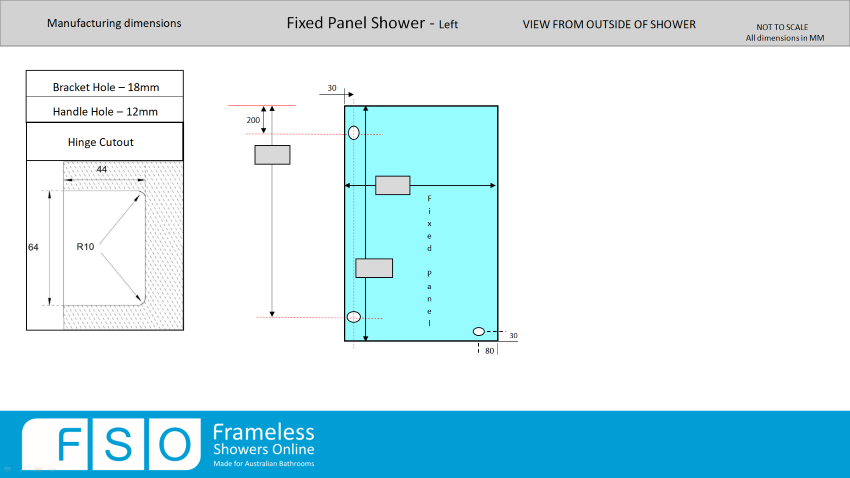 Manufacturing dimensions
Fixed Panel Shower - Left
VIEW FROM OUTSIDE OF SHOWER
NOT TO SCALE
All dimensions in MM
Bracket Hole – 18mm
Handle Hole – 12mm
Hinge Cutout
44
64
R10
30
200
Fixed panel
30
80
FSO
Frameless
Showers Online
Made for Australian Bathrooms